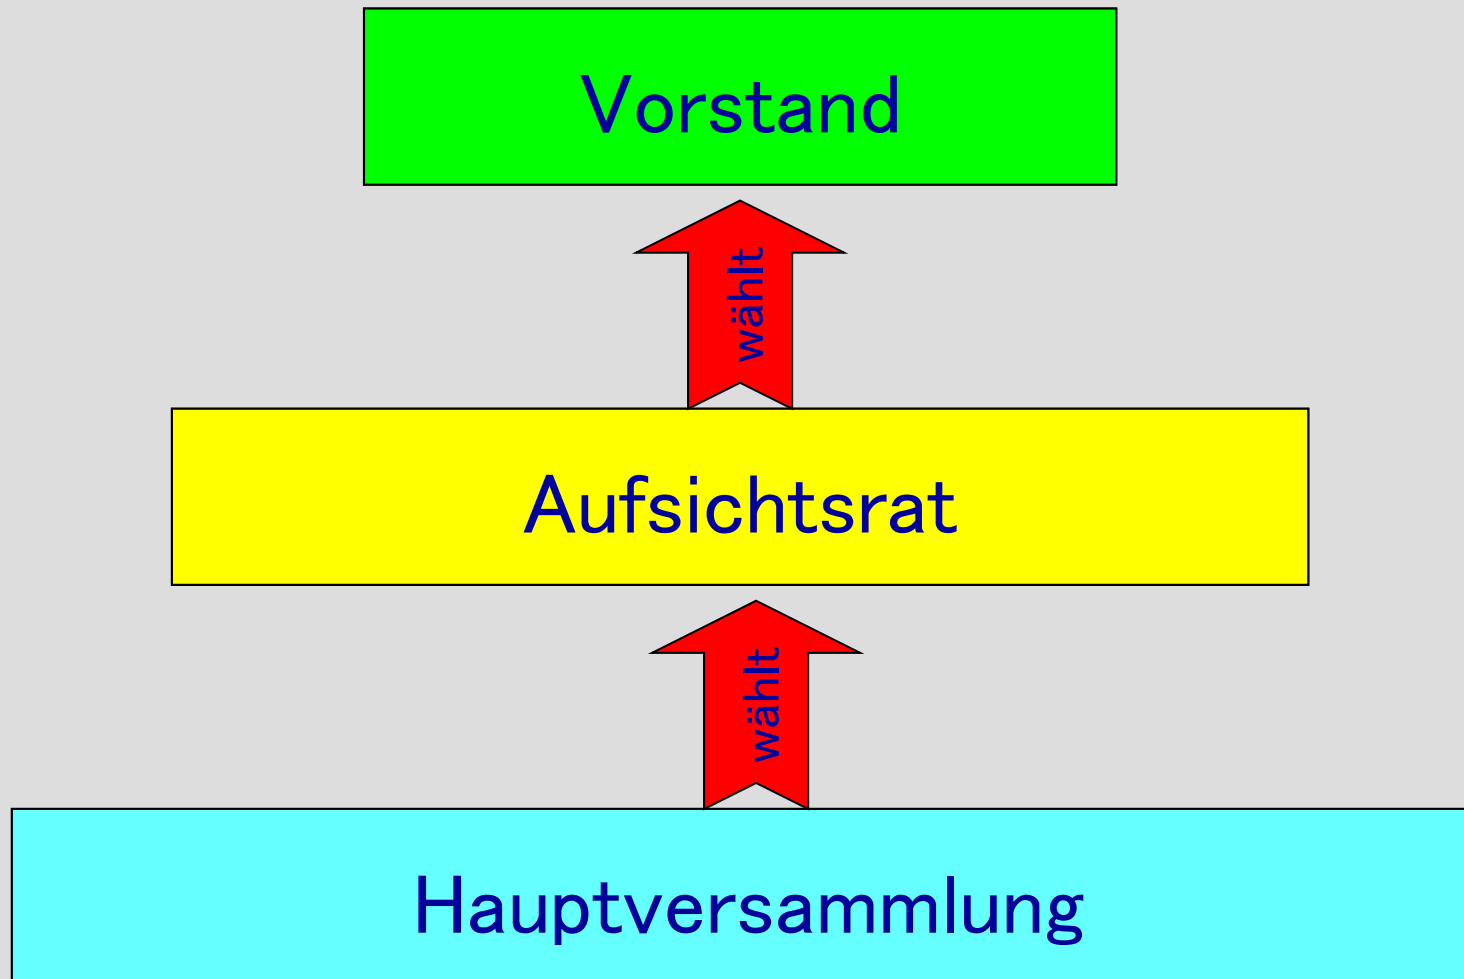 Vorstand
wählt
Aufsichtsrat
wählt
Hauptversammlung